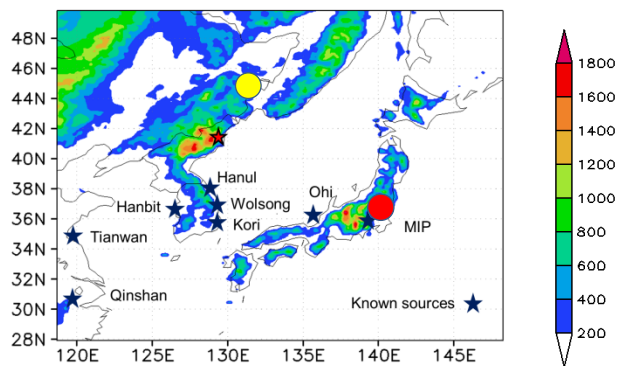 48N
46N
44N
42N
40N
38N
36N
34N
32N
30N
28N
120E
125E
130E
135E
140E
145E
Hanul
Hanbit
Wolsong
Ohi
Kori
MIP
Tianwan
Qinshan
Known sources
1800
1600
1400
1200
1000
800
600
400
200